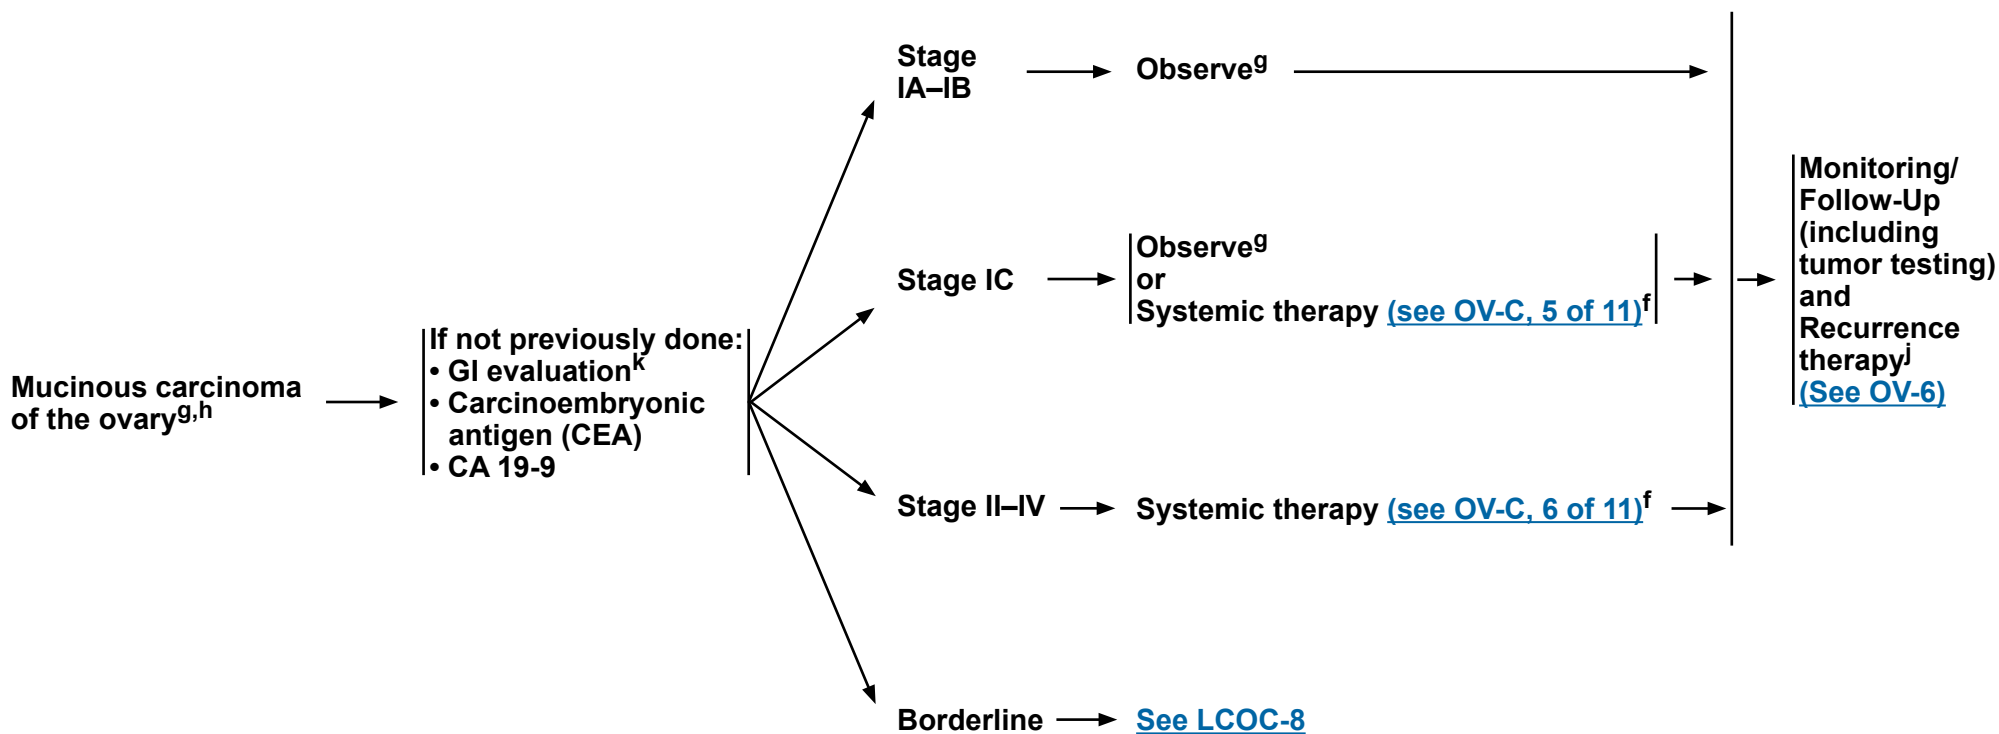 Mucinous carcinoma
of the ovaryg,h
If not previously done:
• GI evaluationk
• Carcinoembryonic
antigen (CEA)
• CA 19-9
Stage
IA–IB
Observeg
Stage IC
Observeg
or
Systemic therapy (see OV-C, 5 of 11)f
Stage II–IV
Systemic therapy (see OV-C, 6 of 11)f
Borderline
See LCOC-8
Monitoring/
Follow-Up
(including
tumor testing)
and
Recurrence
therapyj
(See OV-6)